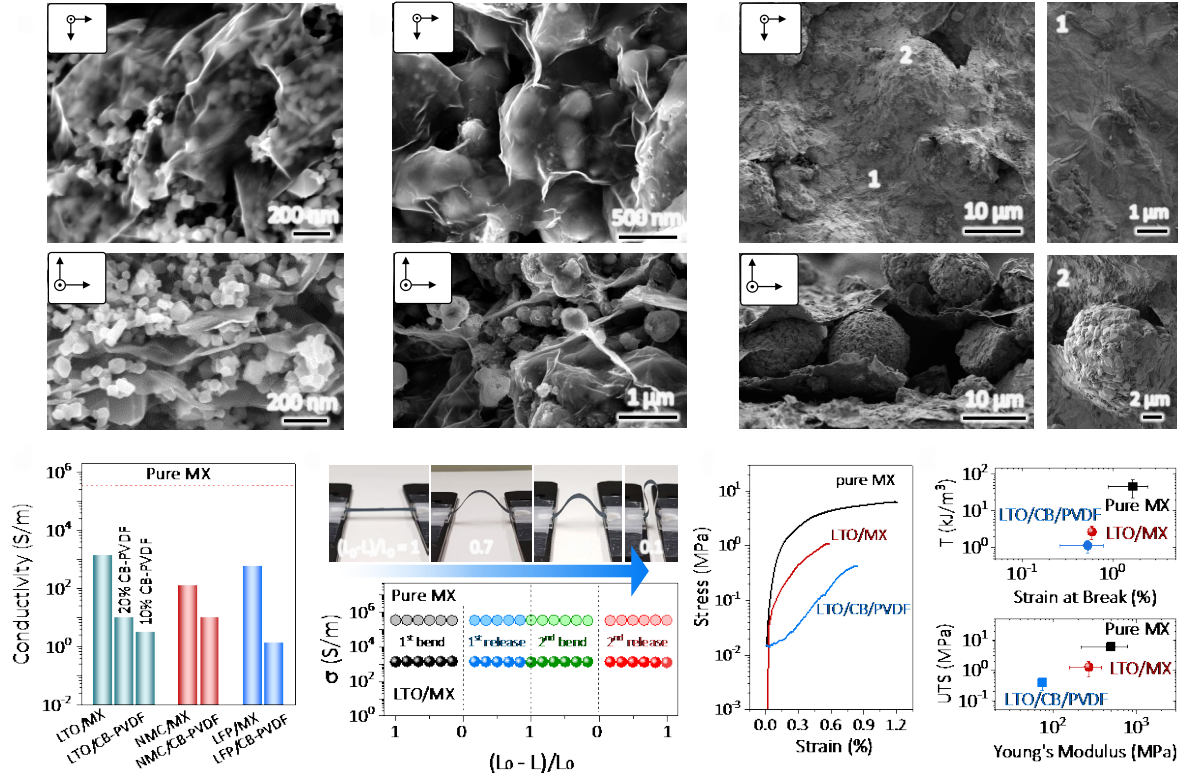 200 nm
500 nm
2
1
10 µm
1
1 µm
200 nm
1 µm
10 µm
2
2 µm
Conductivity (S/m)
10⁶
10⁴
10²
10⁰
10⁻²
Pure MX
20% CB-PVDF
10% CB-PVDF
LTO/MX
LTO/CB-PVDF
NMC/MX
NMC/CB-PVDF
LFP/MX
LFP/CB-PVDF
0.7
0.1
σ (S/m)
10⁶
10⁴
10²
10⁰
Pure MX
1ˢᵗ bend
1ˢᵗ release
2ⁿᵈ bend
2ⁿᵈ release
LTO/MX
1 0 1 0 1
(L₀ - L)/L₀
Stress (MPa)
10¹
10⁰
10⁻¹
10⁻²
10⁻³
pure MX
LTO/MX
LTO/CB/PVDF
0.0 0.3 0.6 0.9 1.2
Strain (%)
T (kJ/m³)
10²
10¹
10⁰
Pure MX
LTO/CB/PVDF
LTO/MX
10⁻¹ 10⁰
Strain at Break (%)
UTS (MPa)
10¹
10⁰
10⁻¹
Pure MX
LTO/MX
LTO/CB/PVDF
10² 10³
Young's Modulus (MPa)